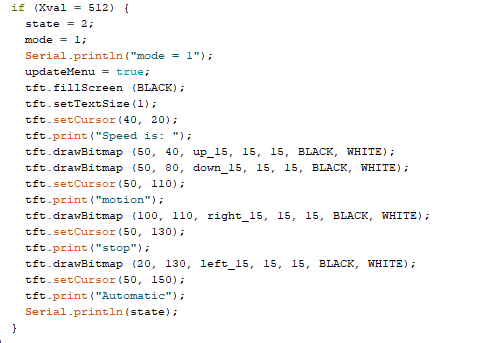 if (Xval = 512) {
state = 2;
mode = 1;
Serial.println("mode = 1");
updateMenu = true;
tft.fillScreen (BLACK);
tft.setTextSize(1);
tft.setCursor(40, 20);
tft.print("Speed is: ");
tft.drawBitmap (50, 40, up_15, 15, 15, BLACK, WHITE);
tft.drawBitmap (50, 80, down_15, 15, 15, BLACK, WHITE);
tft.setCursor(50, 110);
tft.print("motion");
tft.drawBitmap (100, 110, right_15, 15, 15, BLACK, WHITE);
tft.setCursor(50, 130);
tft.print("stop");
tft.drawBitmap (20, 130, left_15, 15, 15, BLACK, WHITE);
tft.setCursor(50, 150);
tft.print("Automatic");
Serial.println(state);
}